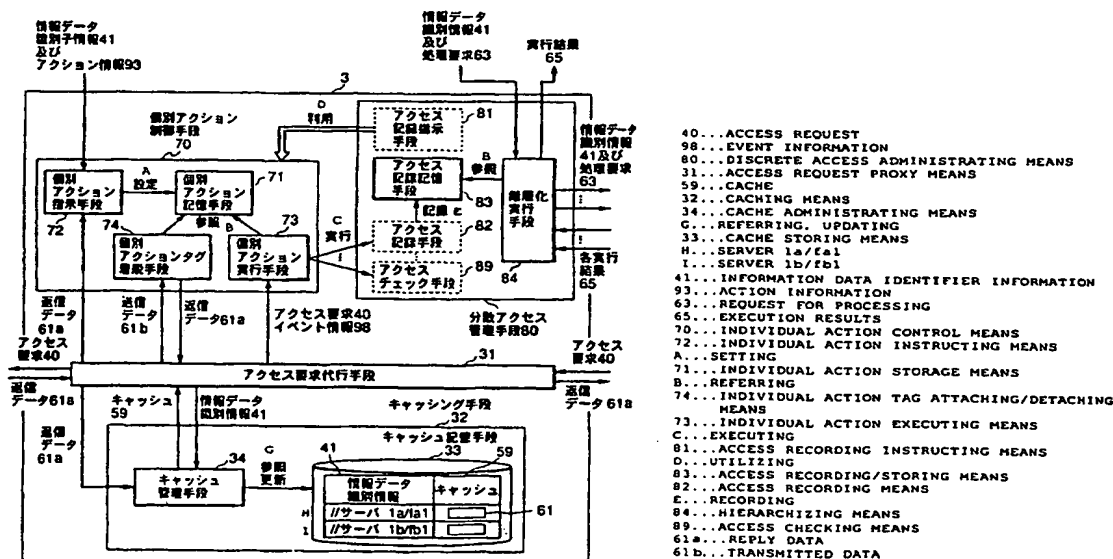 情報データ
識別子情報41
及び
アクション情報93
情報データ
識別情報41
及び
処理要求63
実行結果
65
3
個別アクション
制御手段
70
D
利用
アクセス
記録指示
手段
81
情報データ
識別情報
41及び
処理要求
63
個別
アクション
指示手段
72
A
設定
個別
アクション
記憶手段
71
アクセス
記録記憶
手段
83
B
参照
階層化
実行
手段
84
74
参照
B
73
記録 E
個別
アクションタグ
着脱手段
個別
アクション
実行手段
C
実行
アクセス
記録手段
82
アクセス
チェック手段
89
各実行
結果
65
返信
データ
61a
送信
データ
61b
返信
データ61a
アクセス要求40
イベント情報98
分散アクセス
管理手段80
アクセス
要求40
31
アクセス
要求40
アクセス要求代行手段
返信
データ61a
返信
データ61a
キャッシュ
59
情報データ
識別情報41
キャッシング手段
32
返信
データ
61a
キャッシュ記憶手段
33
34
キャッシュ
管理手段
G
参照
更新
41
59
情報データ
識別情報
キャッシュ
H
//サーバ 1a/fa1
61
I
//サーバ 1b/fb1
40...ACCESS REQUEST
98...EVENT INFORMATION
80...DISCRETE ACCESS ADMINISTRATING MEANS
31...ACCESS REQUEST PROXY MEANS
59...CACHE
32...CACHING MEANS
34...CACHE ADMINISTRATING MEANS
G...REFERRING, UPDATING
33...CACHE STORING MEANS
H...SERVER 1a/fa1
I...SERVER 1b/fb1
41...INFORMATION DATA IDENTIFIER INFORMATION
93...ACTION INFORMATION
63...REQUEST FOR PROCESSING
65...EXECUTION RESULTS
70...INDIVIDUAL ACTION CONTROL MEANS
72...INDIVIDUAL ACTION INSTRUCTING MEANS
A...SETTING
71...INDIVIDUAL ACTION STORAGE MEANS
B...REFERRING
74...INDIVIDUAL ACTION TAG ATTACHING/DETACHING
MEANS
73...INDIVIDUAL ACTION EXECUTING MEANS
C...EXECUTING
81...ACCESS RECORDING INSTRUCTING MEANS
D...UTILIZING
83...ACCESS RECORDING/STORING MEANS
82...ACCESS RECORDING MEANS
E...RECORDING
84...HIERARCHIZING MEANS
89...ACCESS CHECKING MEANS
61a...REPLY DATA
61b...TRANSMITTED DATA